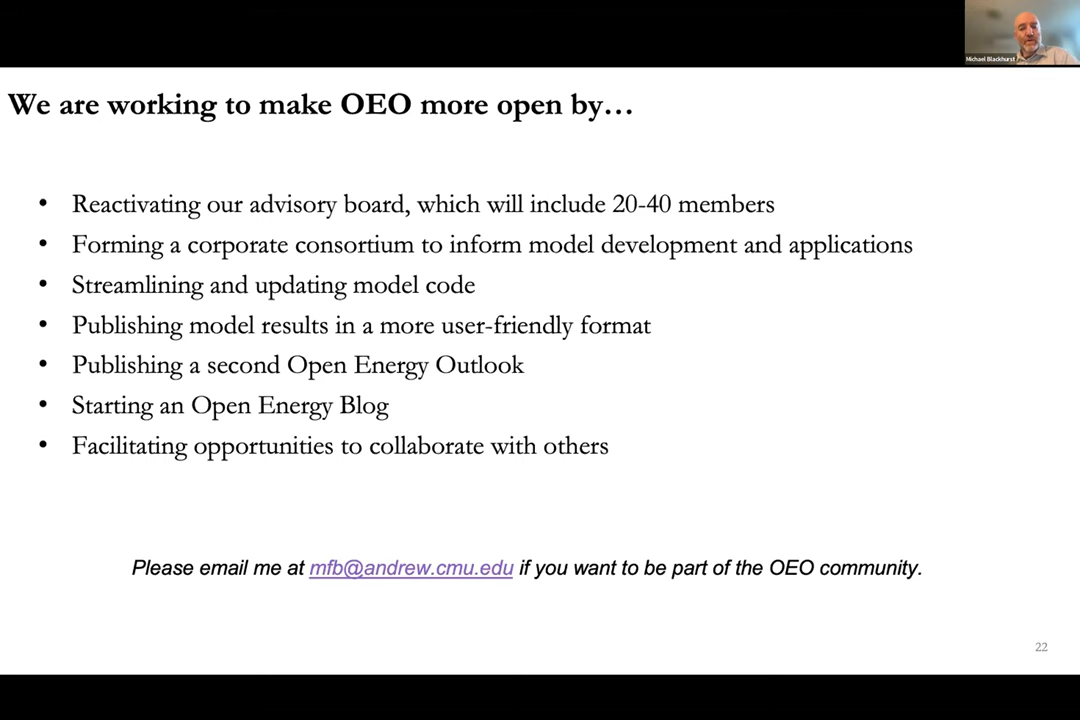 Michael Blackhurst
We are working to make OEO more open by…
• Reactivating our advisory board, which will include 20-40 members
• Forming a corporate consortium to inform model development and applications
• Streamlining and updating model code
• Publishing model results in a more user-friendly format
• Publishing a second Open Energy Outlook
• Starting an Open Energy Blog
• Facilitating opportunities to collaborate with others
Please email me at mfb@andrew.cmu.edu if you want to be part of the OEO community.
22